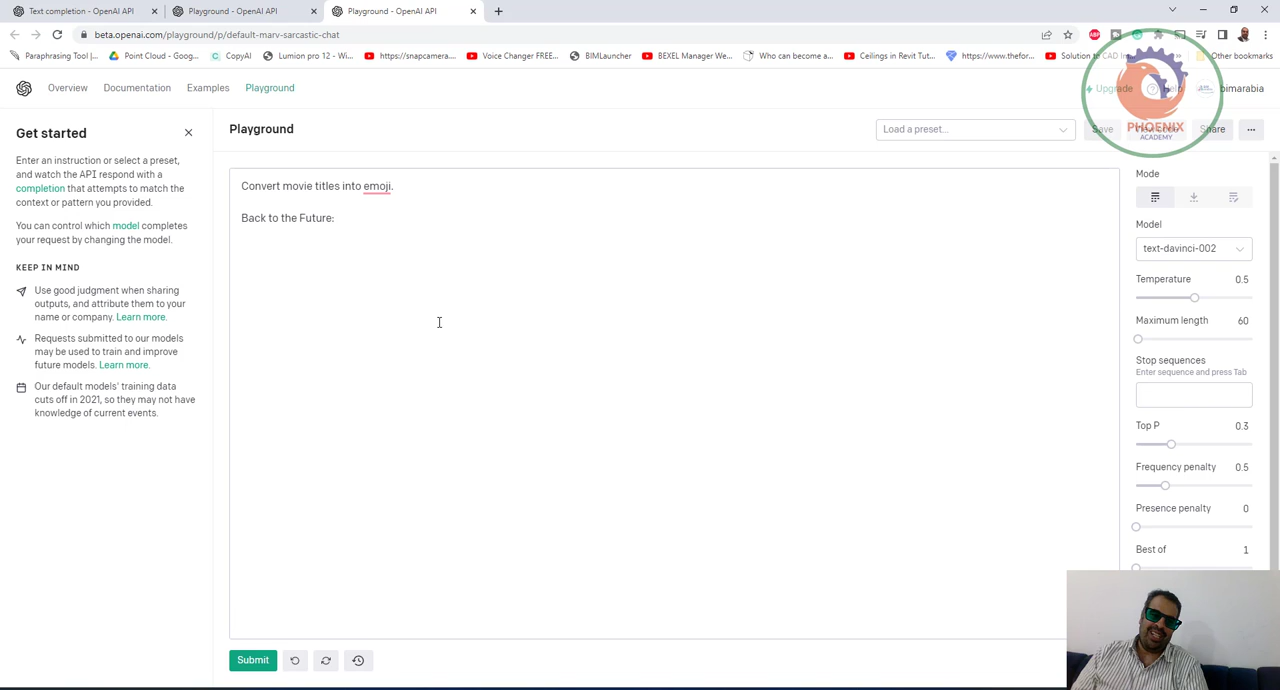 Text completion - OpenAI API
Playground - OpenAI API
Playground - OpenAI API
beta.openai.com/playground/p/default-marv-sarcastic-chat
Paraphrasing Tool |...
Point Cloud - Goog...
CopyAI
Lumion pro 12 - Wi...
https://snapcamera....
Voice Changer FREE...
BIMLauncher
BEXEL Manager We...
Who can become a...
Ceilings in Revit Tut...
https://www.thefor...
Solution to CAD Im
Other bookmarks
Overview
Documentation
Examples
Playground
Upgrade
Help
bimarabia
PHOENIX
ACADEMY
Get started
Enter an instruction or select a preset,
and watch the API respond with a
completion that attempts to match the
context or pattern you provided.
You can control which model completes
your request by changing the model.
KEEP IN MIND
Use good judgment when sharing
outputs, and attribute them to your
name or company. Learn more.
Requests submitted to our models
may be used to train and improve
future models. Learn more.
Our default models' training data
cuts off in 2021, so they may not have
knowledge of current events.
Playground
Load a preset...
Save
Share
Convert movie titles into emoji.
Back to the Future:
Submit
Mode
Model
text-davinci-002
Temperature 0.5
Maximum length 60
Stop sequences
Enter sequence and press Tab
Top P 0.3
Frequency penalty 0.5
Presence penalty 0
Best of 1